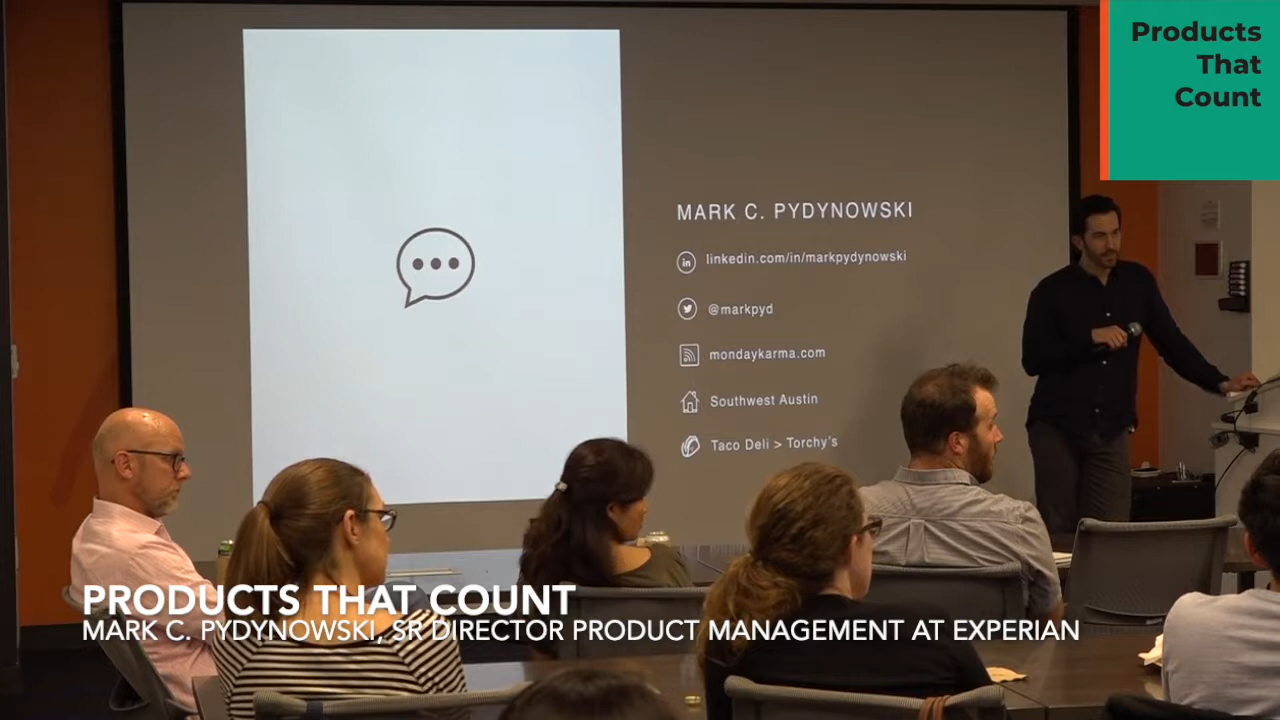 Products
That
Count
MARK C. PYDYNOWSKI
in
linkedin.com/in/markpydynowski
@markpyd
mondaykarma.com
Southwest Austin
Taco Deli > Torchy's
PRODUCTS THAT COUNT
MARK C. PYDYNOWSKI, SR DIRECTOR PRODUCT MANAGEMENT AT EXPERIAN